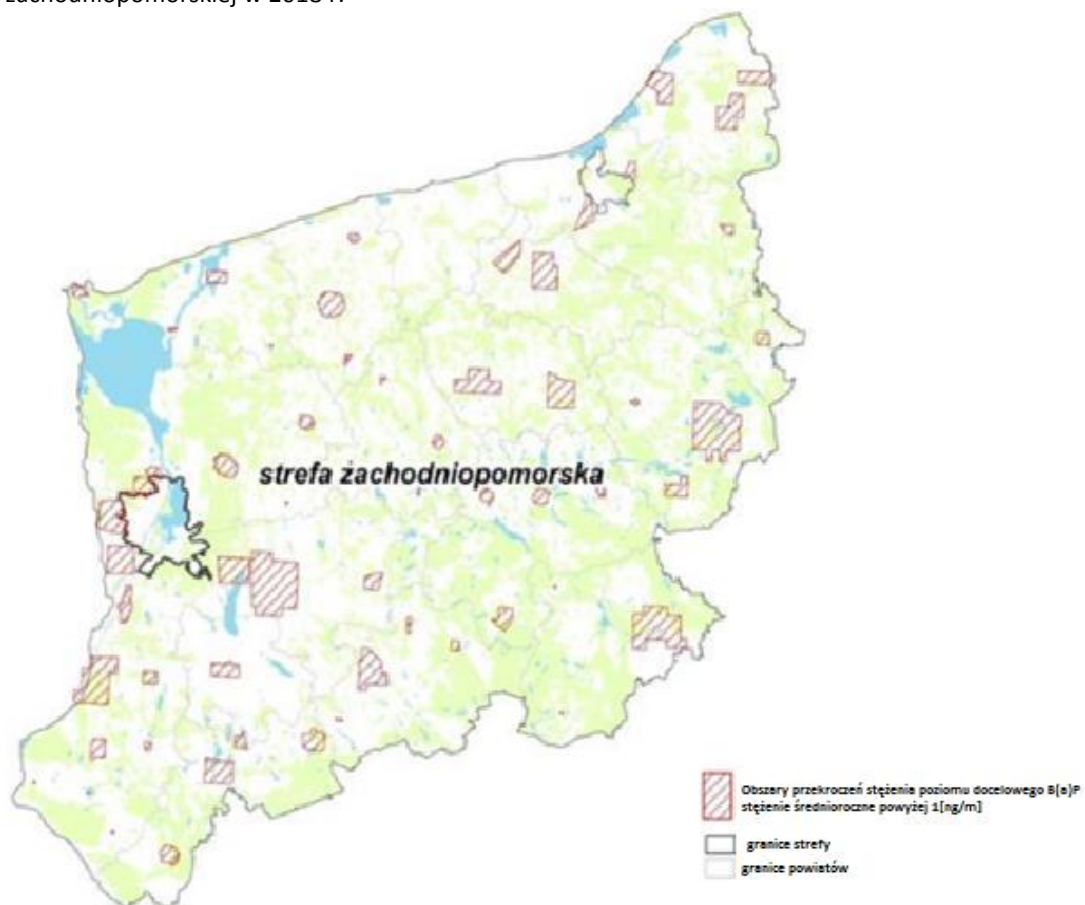 zachodniopomorskiej w 2018 r.
strefa zachodniopomorska
Obszary przekroczeń stężenia poziomu docelowego B(a)P
stężenie średnioroczne powyżej 1[ng/m]
granice strefy
granice powiatów